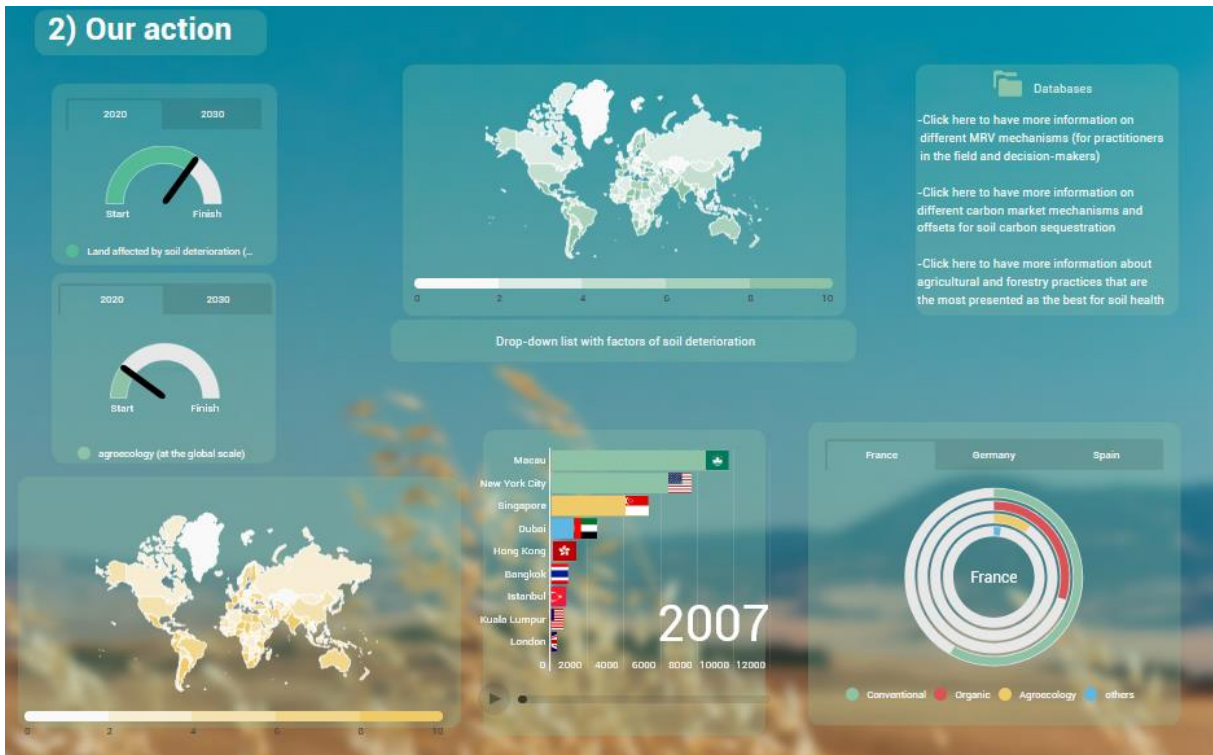 2) Our action
2020 2030
Start Finish
Land affected by soil deterioration (...
2020 2030
Start Finish
agroecology (at the global scale)
0 2 4 6 8 10
Drop-down list with factors of soil deterioration
Databases
-Click here to have more information on
different MRV mechanisms (for practitioners
in the field and decision-makers)
-Click here to have more information on
different carbon market mechanisms and
offsets for soil carbon sequestration
-Click here to have more information about
agricultural and forestry practices that are
the most presented as the best for soil health
0 2 4 6 8 10
Macau
New York City
Singapore
Dubai
Hong Kong
Bangkok
Istanbul
Kuala Lumpur
London
2007
0 2000 4000 6000 8000 10000 12000
France Germany Spain
France
Conventional Organic Agroecology others